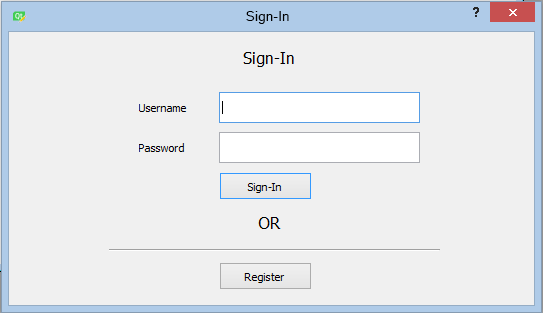 Sign-In
?
Sign-In
Username
Password
Sign-In
OR
Register